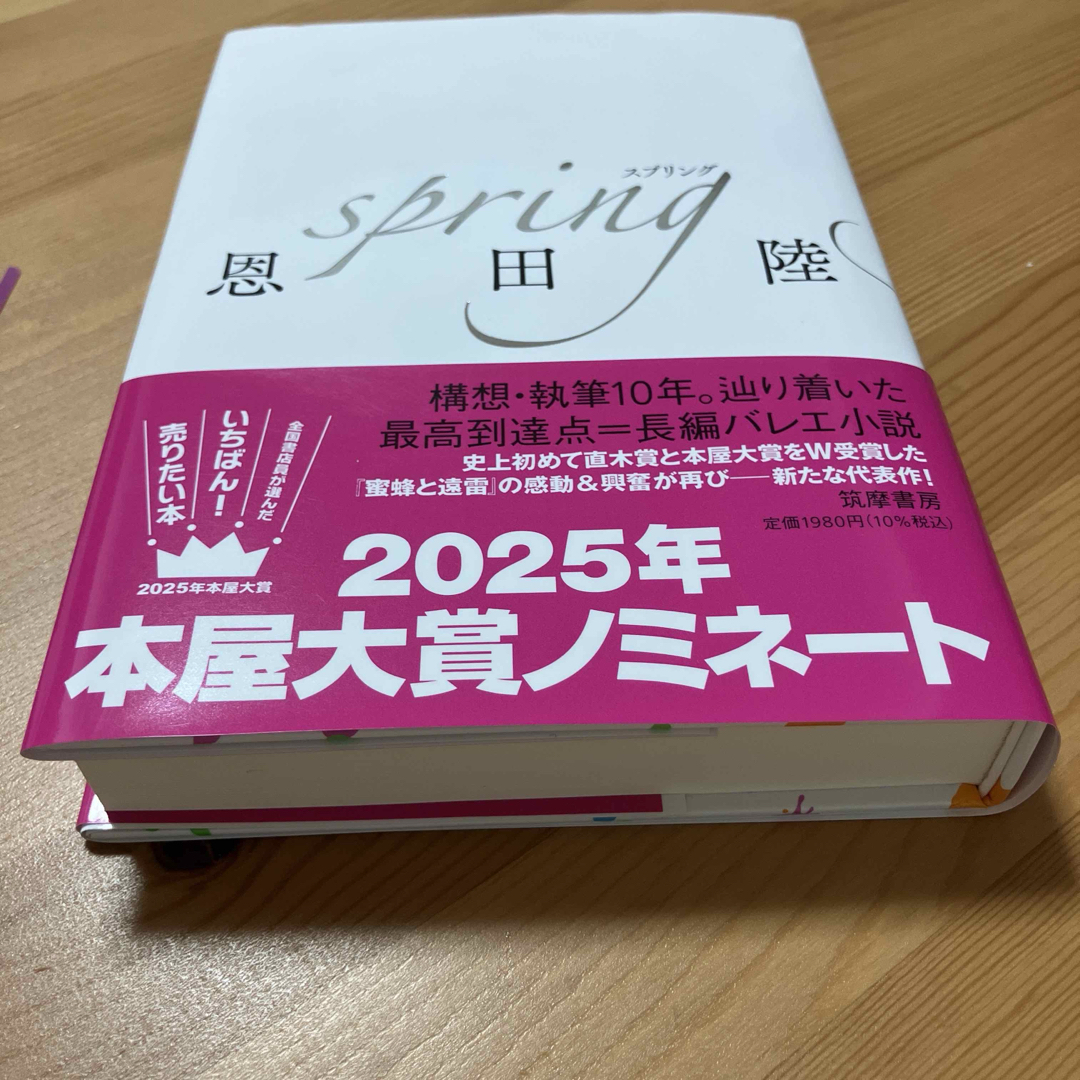 spring
スプリング
恩田陸
構想・執筆10年。辿り着いた
最高到達点=長編バレエ小説
史上初めて直木賞と本屋大賞をW受賞した
『蜜蜂と遠雷』の感動&興奮が再び──新たな代表作!
筑摩書房
定価1980円(10%税込)
全国書店員が選んだ
いちばん!
売りたい本
2025年本屋大賞
2025年
本屋大賞ノミネート